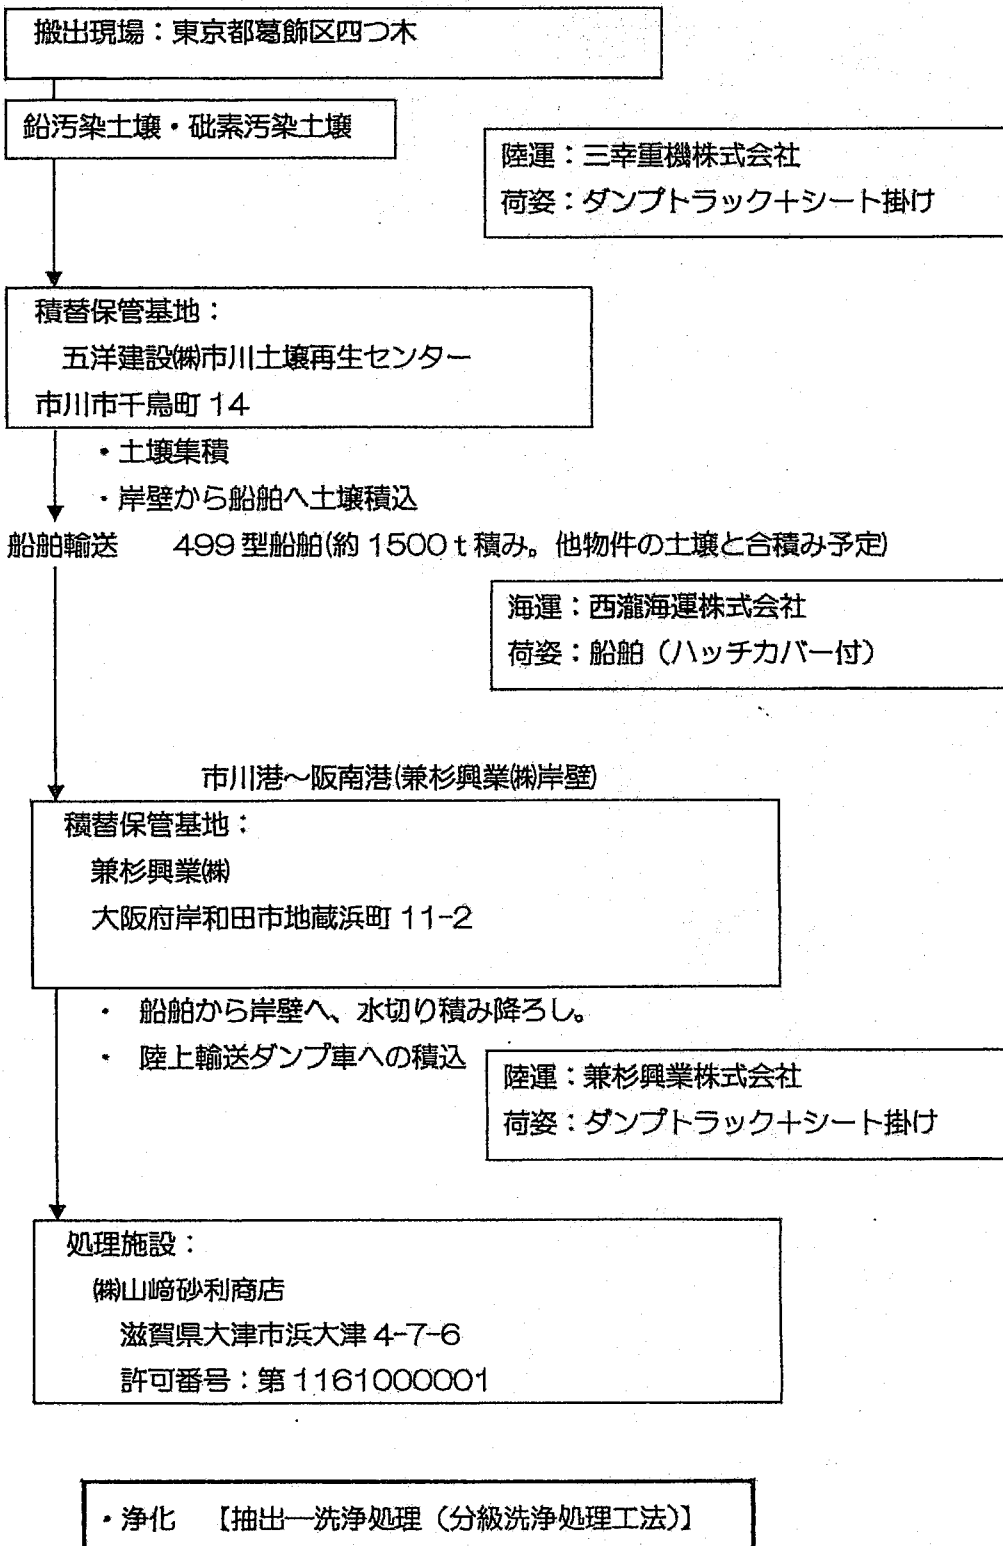 搬出現場：東京都葛飾区四つ木
鉛汚染土壌・砒素汚染土壌
陸運：三幸重機株式会社
荷姿：ダンプトラック＋シート掛け
積替保管基地：
五洋建設㈱市川土壌再生センター
市川市千鳥町 14
・土壌集積
・岸壁から船舶へ土壌積込
船舶輸送　499 型船舶(約 1500ｔ積み。他物件の土壌と合積み予定)
海運：西瀧海運株式会社
荷姿：船舶（ハッチカバー付）
市川港～阪南港(兼杉興業㈱岸壁)
積替保管基地：
兼杉興業㈱
大阪府岸和田市地蔵浜町 11-2
・ 船舶から岸壁へ、水切り積み降ろし。
・ 陸上輸送ダンプ車への積込
陸運：兼杉興業株式会社
荷姿：ダンプトラック＋シート掛け
処理施設：
㈱山﨑砂利商店
滋賀県大津市浜大津 4-7-6
許可番号：第 1161000001
・浄化　【抽出―洗浄処理（分級洗浄処理工法）】